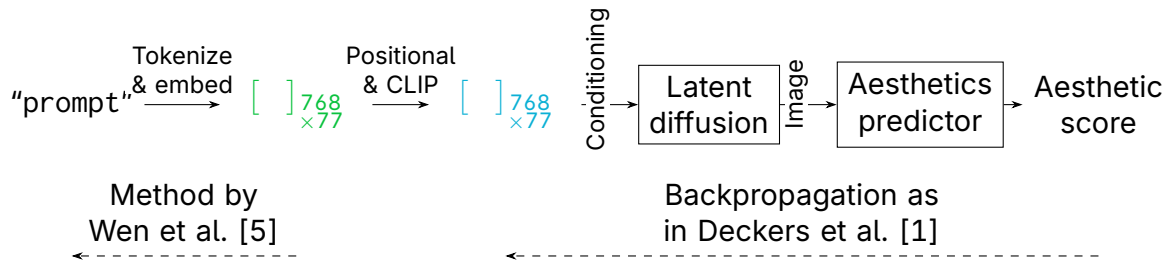 Tokenize
& embed
Positional
& CLIP
Conditioning
Image
"prompt"
[ ]768
×77
[ ]768
×77
Latent
diffusion
Aesthetics
predictor
Aesthetic
score
Method by
Wen et al. [5]
Backpropagation as
in Deckers et al. [1]